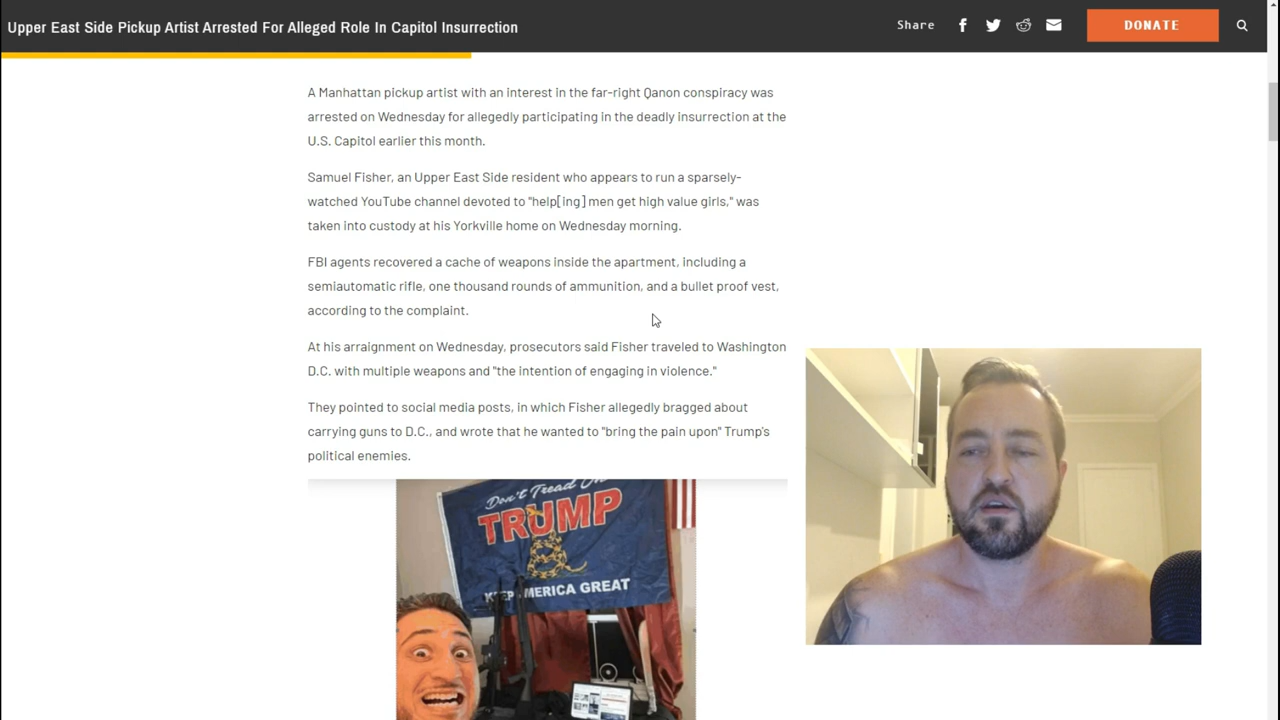 Upper East Side Pickup Artist Arrested For Alleged Role In Capitol Insurrection
Share
DONATE
A Manhattan pickup artist with an interest in the far-right Qanon conspiracy was
arrested on Wednesday for allegedly participating in the deadly insurrection at the
U.S. Capitol earlier this month.
Samuel Fisher, an Upper East Side resident who appears to run a sparsely-
watched YouTube channel devoted to "help[ing] men get high value girls," was
taken into custody at his Yorkville home on Wednesday morning.
FBI agents recovered a cache of weapons inside the apartment, including a
semiautomatic rifle, one thousand rounds of ammunition, and a bullet proof vest,
according to the complaint.
At his arraignment on Wednesday, prosecutors said Fisher traveled to Washington
D.C. with multiple weapons and "the intention of engaging in violence."
They pointed to social media posts, in which Fisher allegedly bragged about
carrying guns to D.C., and wrote that he wanted to "bring the pain upon" Trump's
political enemies.
Don't Tread On
TRUMP
KEEP AMERICA GREAT